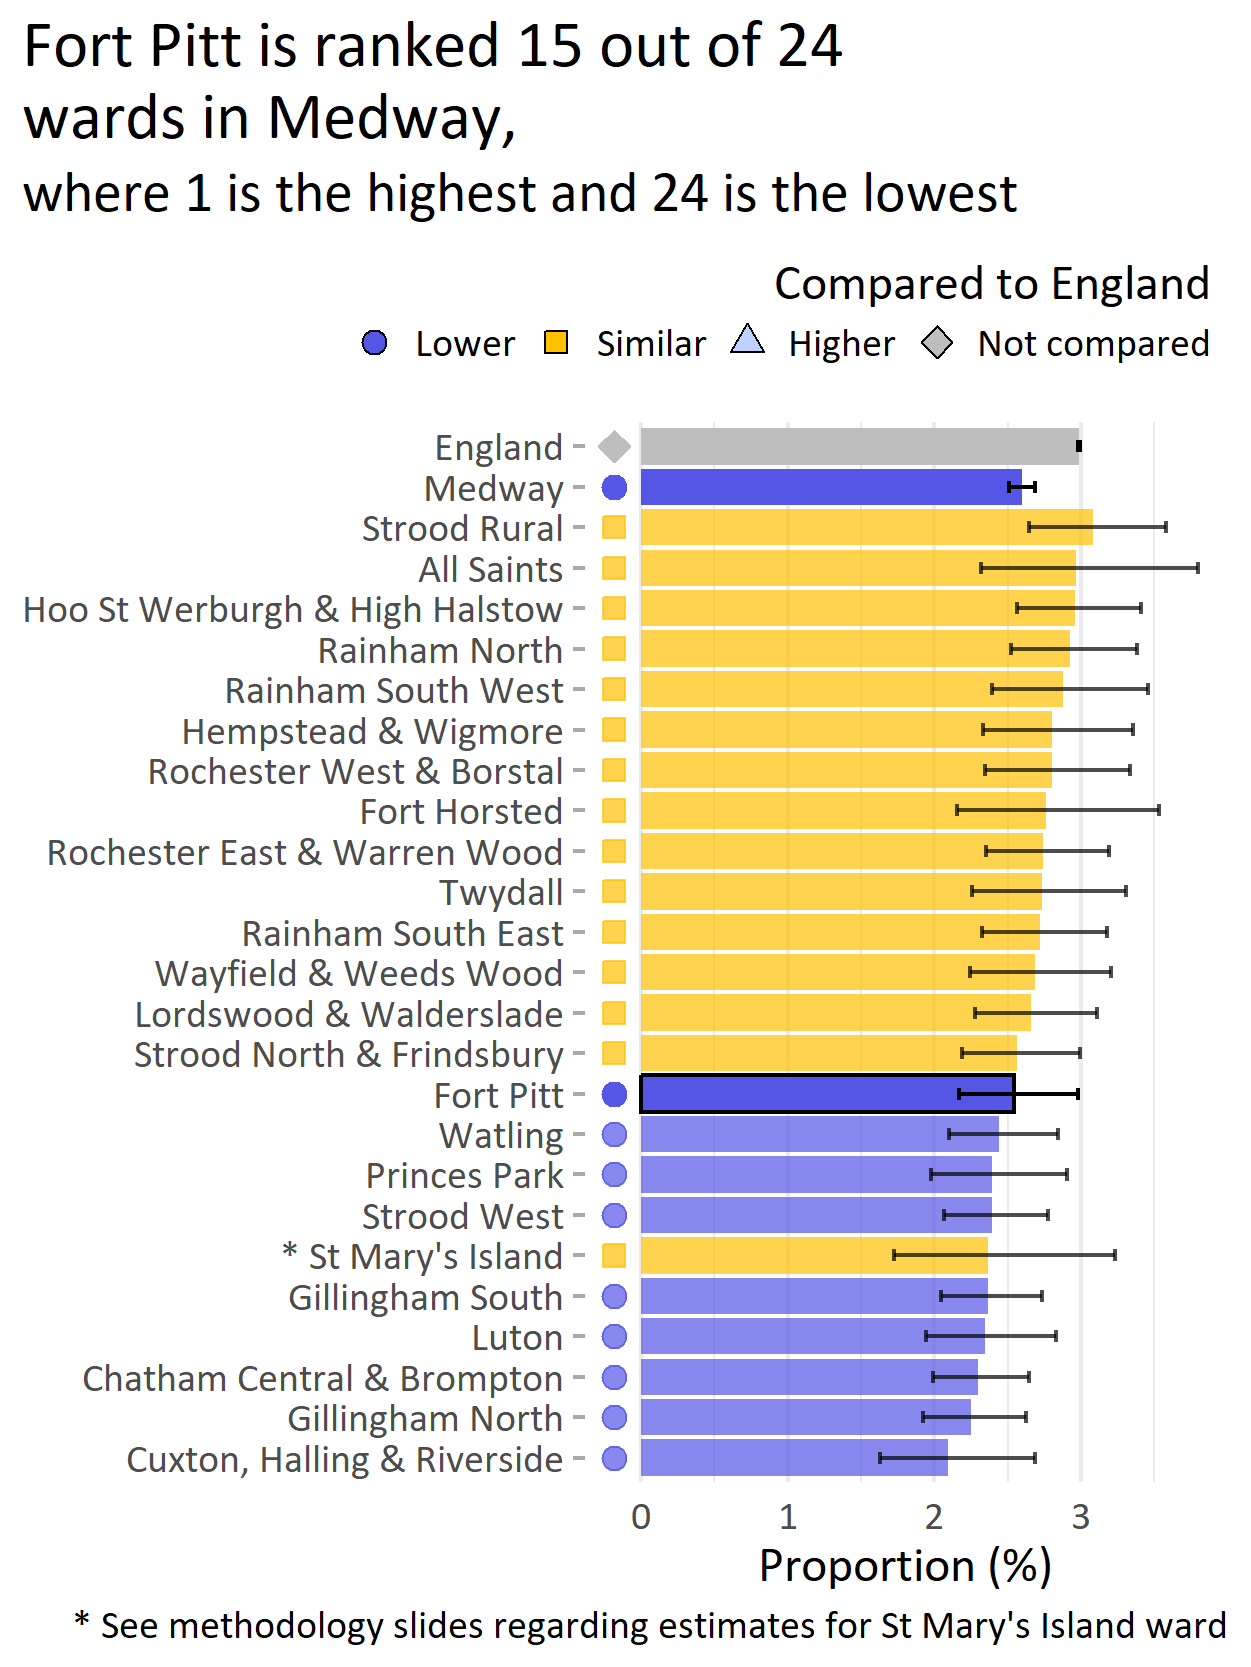 Fort Pitt is ranked 15 out of 24
wards in Medway,
where 1 is the highest and 24 is the lowest
Compared to England
Lower Similar Higher Not compared
England
Medway
Strood Rural
All Saints
Hoo St Werburgh & High Halstow
Rainham North
Rainham South West
Hempstead & Wigmore
Rochester West & Borstal
Fort Horsted
Rochester East & Warren Wood
Twydall
Rainham South East
Wayfield & Weeds Wood
Lordswood & Walderslade
Strood North & Frindsbury
Fort Pitt
Watling
Princes Park
Strood West
* St Mary's Island
Gillingham South
Luton
Chatham Central & Brompton
Gillingham North
Cuxton, Halling & Riverside
0 1 2 3
Proportion (%)
* See methodology slides regarding estimates for St Mary's Island ward